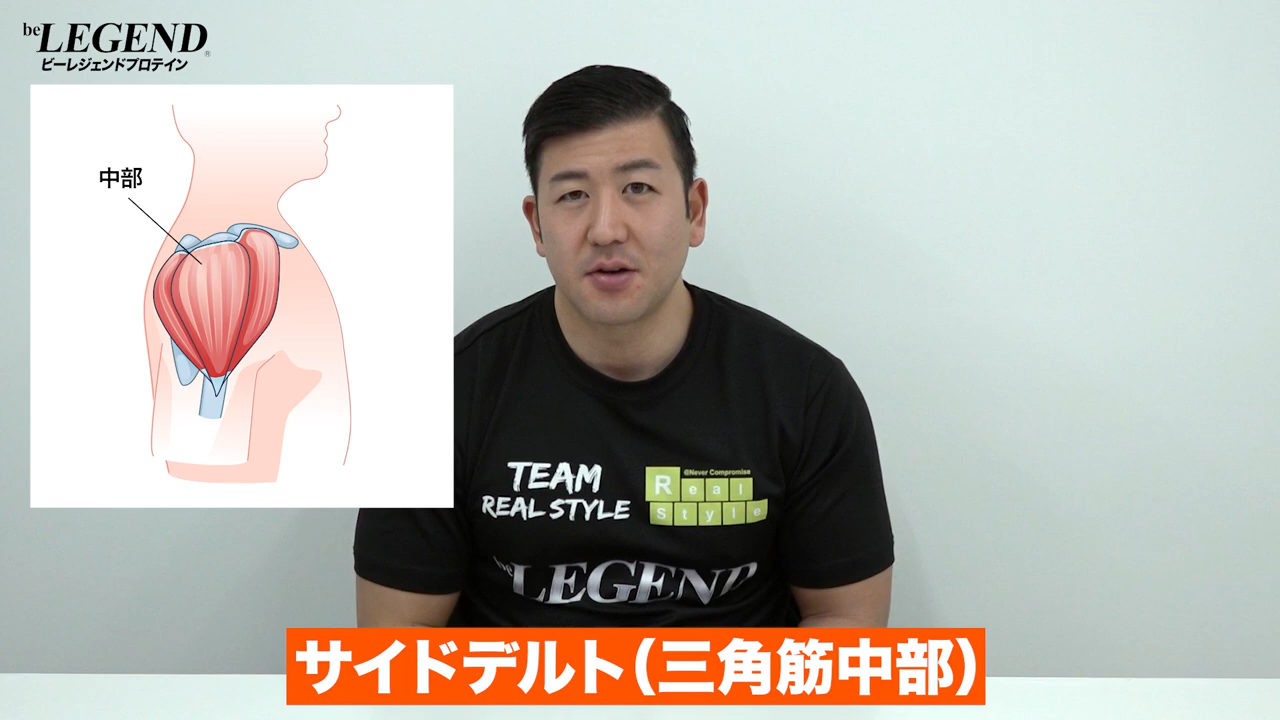 be LEGEND®
ビーレジェンドプロテイン
中部
TEAM
REAL STYLE
@Never Compromise
Real
Style
be LEGEND
サイドデルト(三角筋中部)